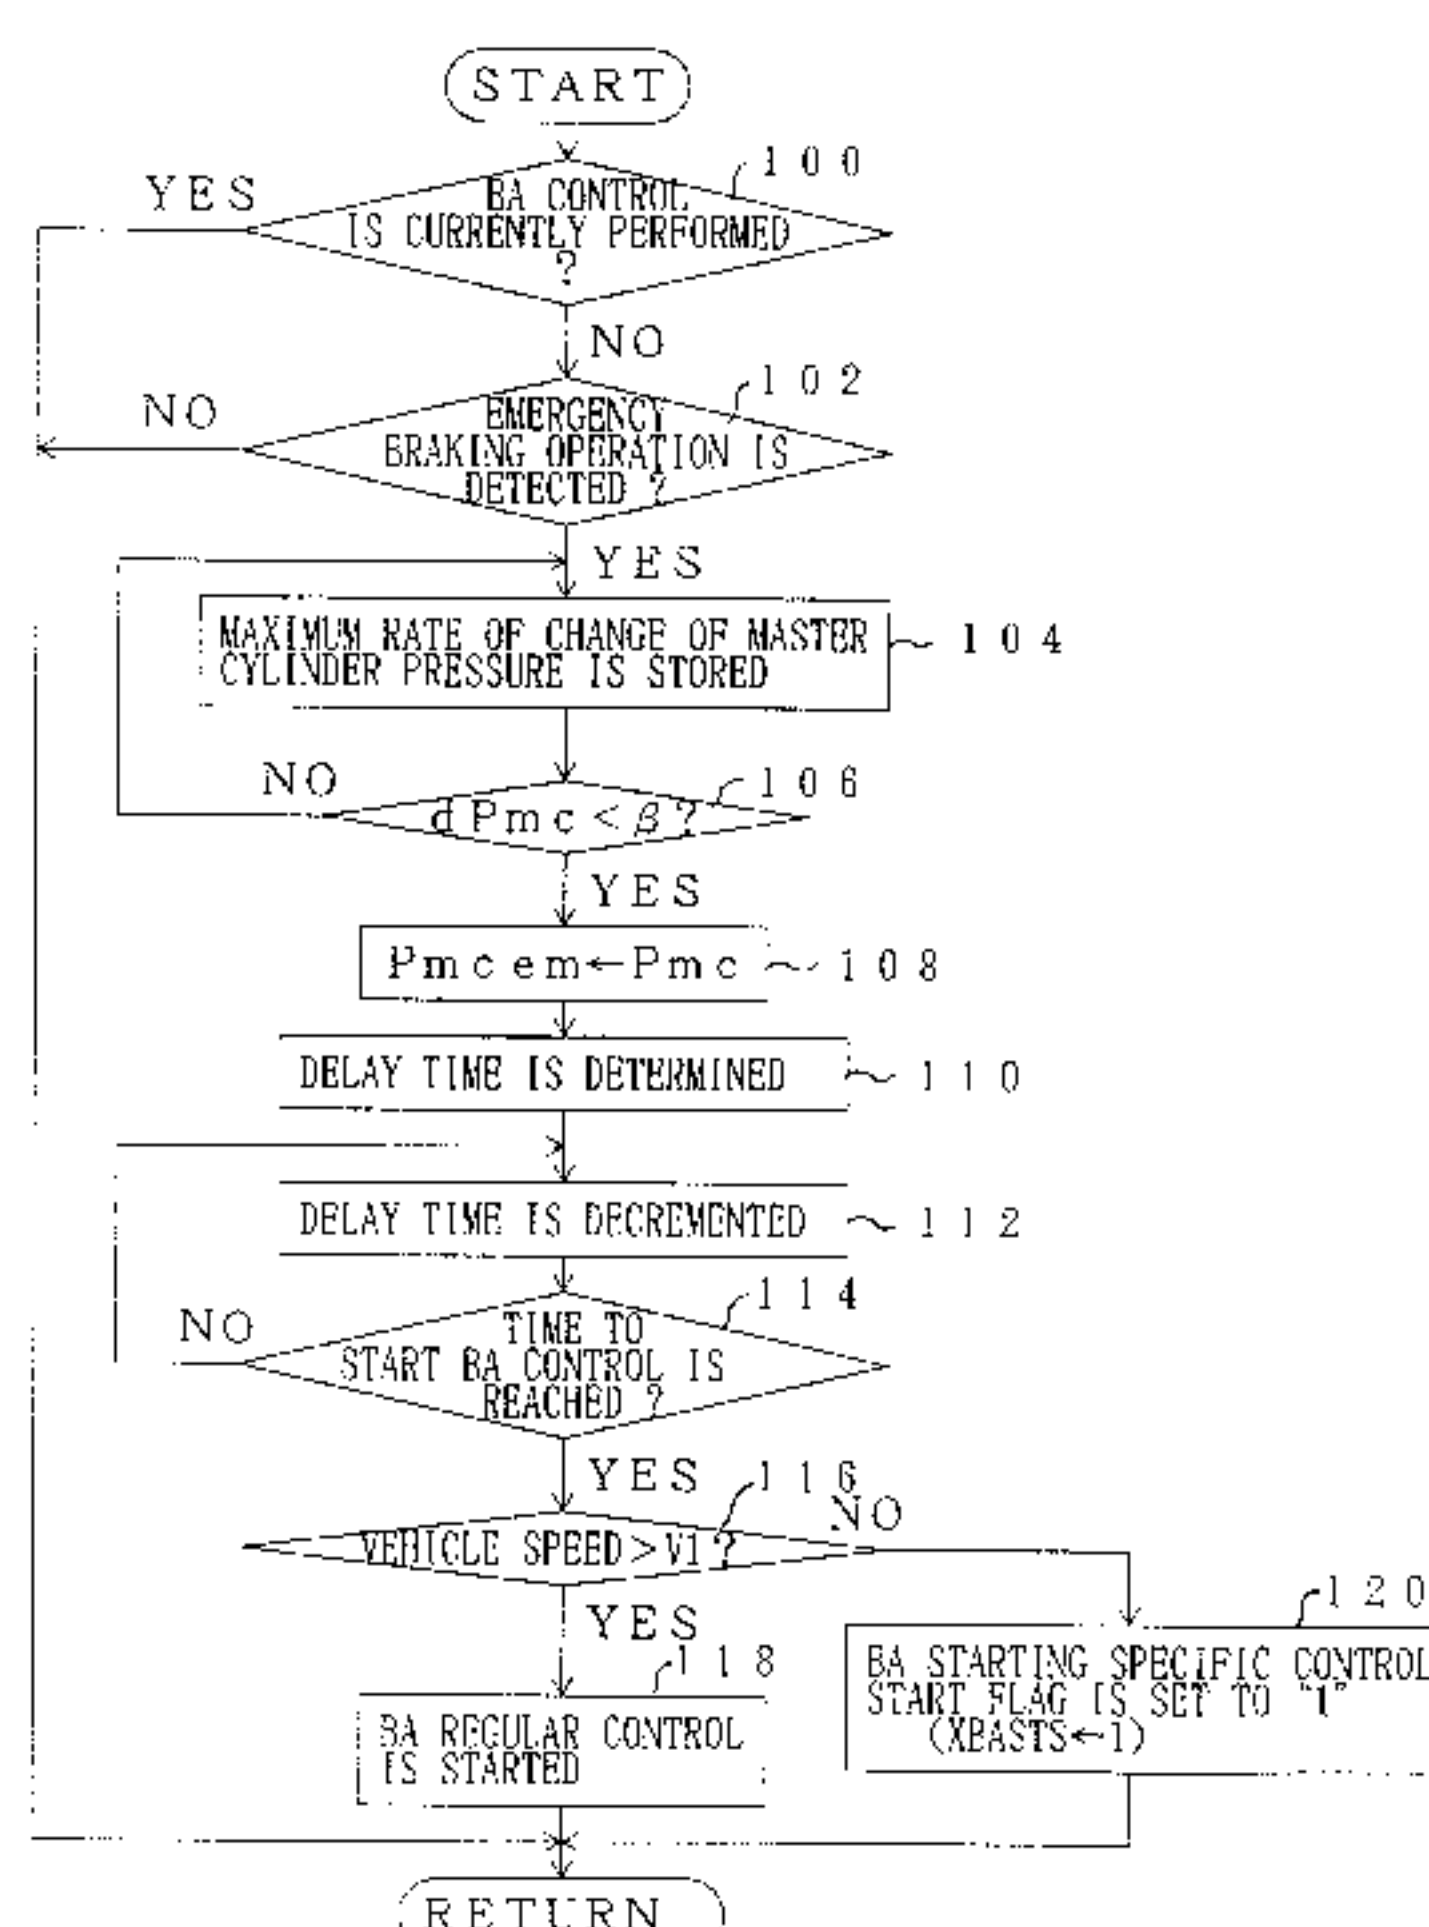 START
100
YES
BA CONTROL
IS CURRENTLY PERFORMED
?
NO
102
NO
EMERGENCY
BRAKING OPERATION IS
DETECTED ?
YES
MAXIMUM RATE OF CHANGE OF MASTER
CYLINDER PRESSURE IS STORED
104
NO
106
dPmc<β?
YES
Pmcem←Pmc
108
DELAY TIME IS DETERMINED
110
DELAY TIME IS DECREMENTED
112
114
NO
TIME TO
START BA CONTROL IS
REACHED ?
YES
116
NO
VEHICLE SPEED>V1?
YES
118
120
BA REGULAR CONTROL
IS STARTED
BA STARTING SPECIFIC CONTROL
START FLAG IS SET TO "1"
(XBASTS←1)
RETURN